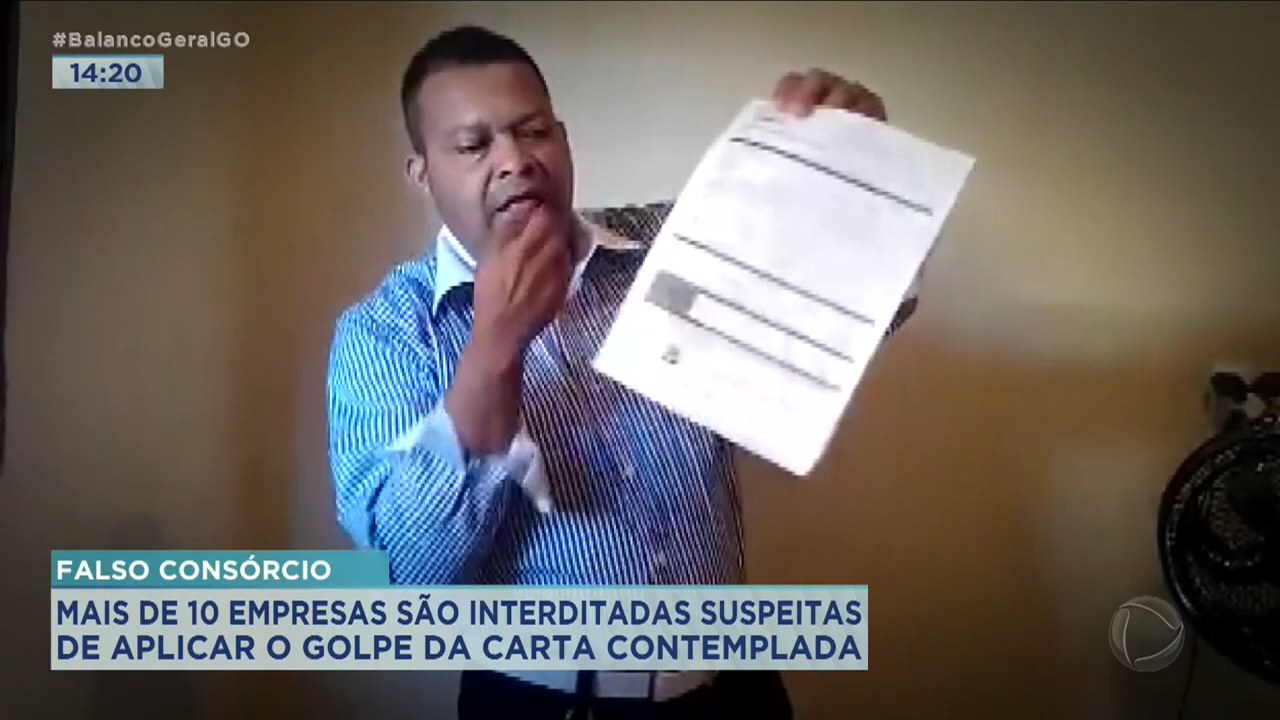 #BalancoGeralGO
14:20
FALSO CONSÓRCIO
MAIS DE 10 EMPRESAS SÃO INTERDITADAS SUSPEITAS
DE APLICAR O GOLPE DA CARTA CONTEMPLADA